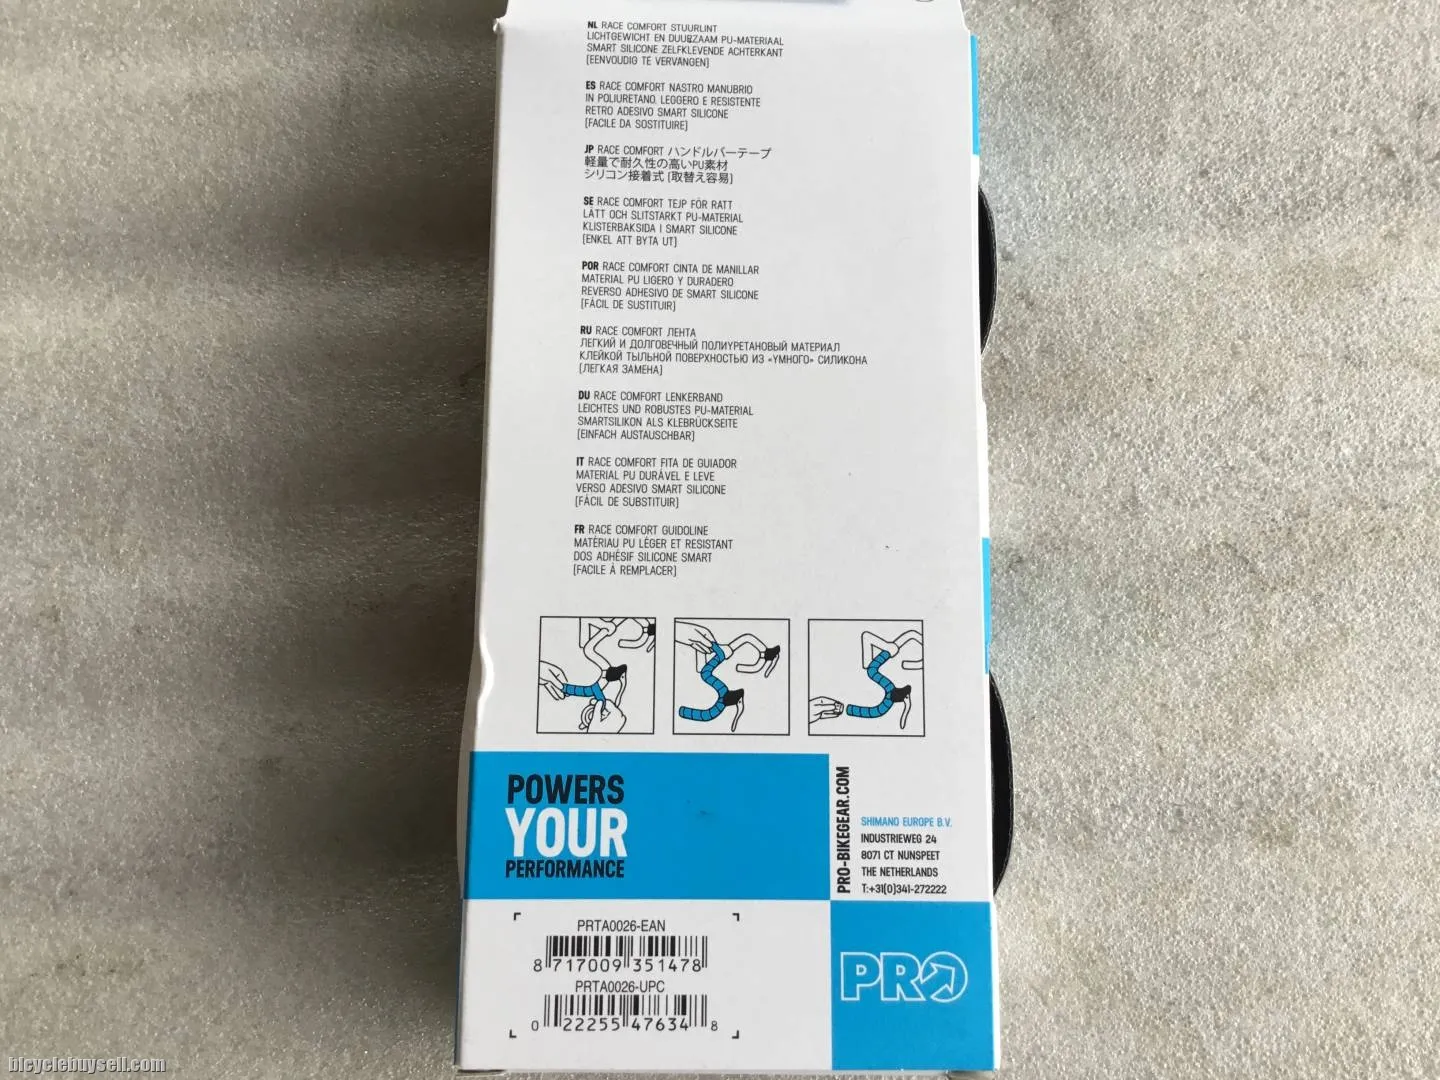 NL RACE COMFORT STUURLINT
LICHTGEWICHT EN DUURZAAM PU-MATERIAAL
SMART SILICONE ZELFKLEVENDE ACHTERKANT
[EENVOUDIG TE VERVANGEN]
ES RACE COMFORT NASTRO MANUBRIO
IN POLIURETANO. LEGGERO E RESISTENTE
RETRO ADESIVO SMART SILICONE
[FACILE DA SOSTITUIRE]
JP RACE COMFORT ハンドルバーテープ
軽量で耐久性の高いPU素材
シリコン接着式 [取替え容易]
SE RACE COMFORT TEJP FÖR RATT
LÄTT OCH SLITSTARKT PU-MATERIAL
KLISTERBAKSIDA I SMART SILICONE
[ENKEL ATT BYTA UT]
POR RACE COMFORT CINTA DE MANILLAR
MATERIAL PU LIGERO Y DURADERO
REVERSO ADHESIVO DE SMART SILICONE
[FÁCIL DE SUSTITUIR]
RU RACE COMFORT ЛЕНТА
ЛЕГКИЙ И ДОЛГОВЕЧНЫЙ ПОЛИУРЕТАНОВЫЙ МАТЕРИАЛ
КЛЕЙКОЙ ТЫЛЬНОЙ ПОВЕРХНОСТЬЮ ИЗ «УМНОГО» СИЛИКОНА
[ЛЕГКАЯ ЗАМЕНА]
DU RACE COMFORT LENKERBAND
LEICHTES UND ROBUSTES PU-MATERIAL
SMARTSILIKON ALS KLEBRÜCKSEITE
[EINFACH AUSTAUSCHBAR]
IT RACE COMFORT FITA DE GUIADOR
MATERIAL PU DURÁVEL E LEVE
VERSO ADESIVO SMART SILICONE
[FÁCIL DE SUBSTITUIR]
FR RACE COMFORT GUIDOLINE
MATÉRIAU PU LÉGER ET RESISTANT
DOS ADHÉSIF SILICONE SMART
[FACILE À REMPLACER]
POWERS
YOUR
PERFORMANCE
PRO-BIKEGEAR.COM
SHIMANO EUROPE B.V.
INDUSTRIEWEG 24
8071 CT NUNSPEET
THE NETHERLANDS
T:+31(0)341-272222
PRTA0026-EAN
8 717009 351478
PRTA0026-UPC
0 22255 47634 8
PRO
bicyclebuysell.com